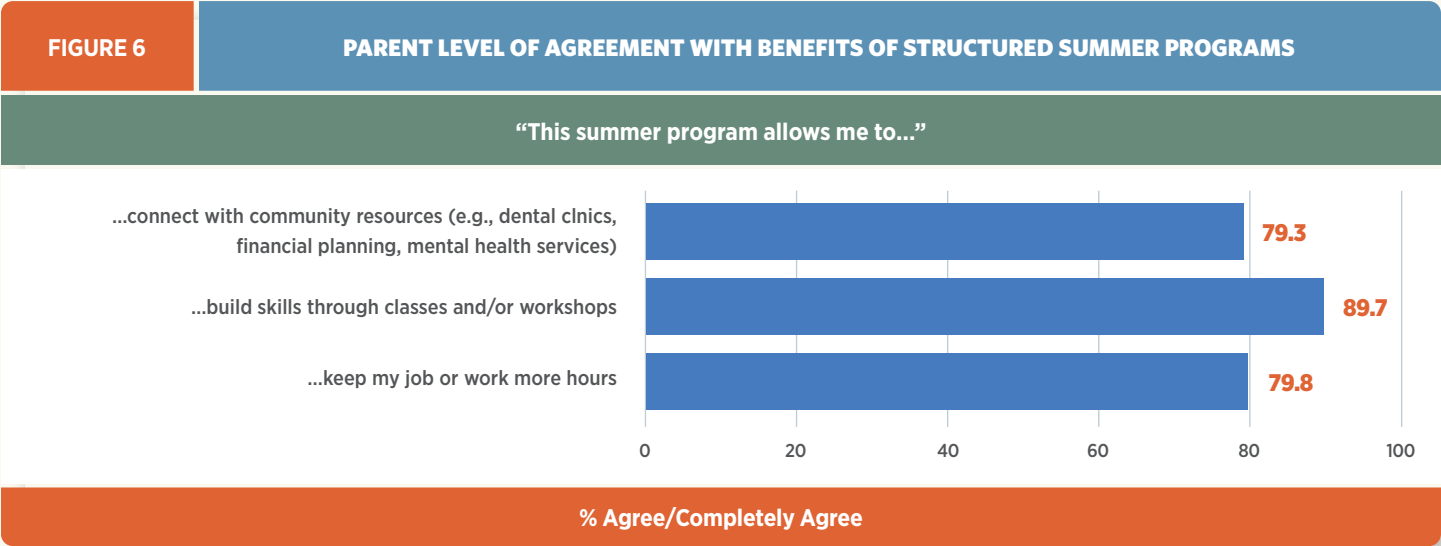 FIGURE 6
PARENT LEVEL OF AGREEMENT WITH BENEFITS OF STRUCTURED SUMMER PROGRAMS
“This summer program allows me to...”
...connect with community resources (e.g., dental clnics,
financial planning, mental health services)
79.3
...build skills through classes and/or workshops
89.7
...keep my job or work more hours
79.8
0 20 40 60 80 100
% Agree/Completely Agree